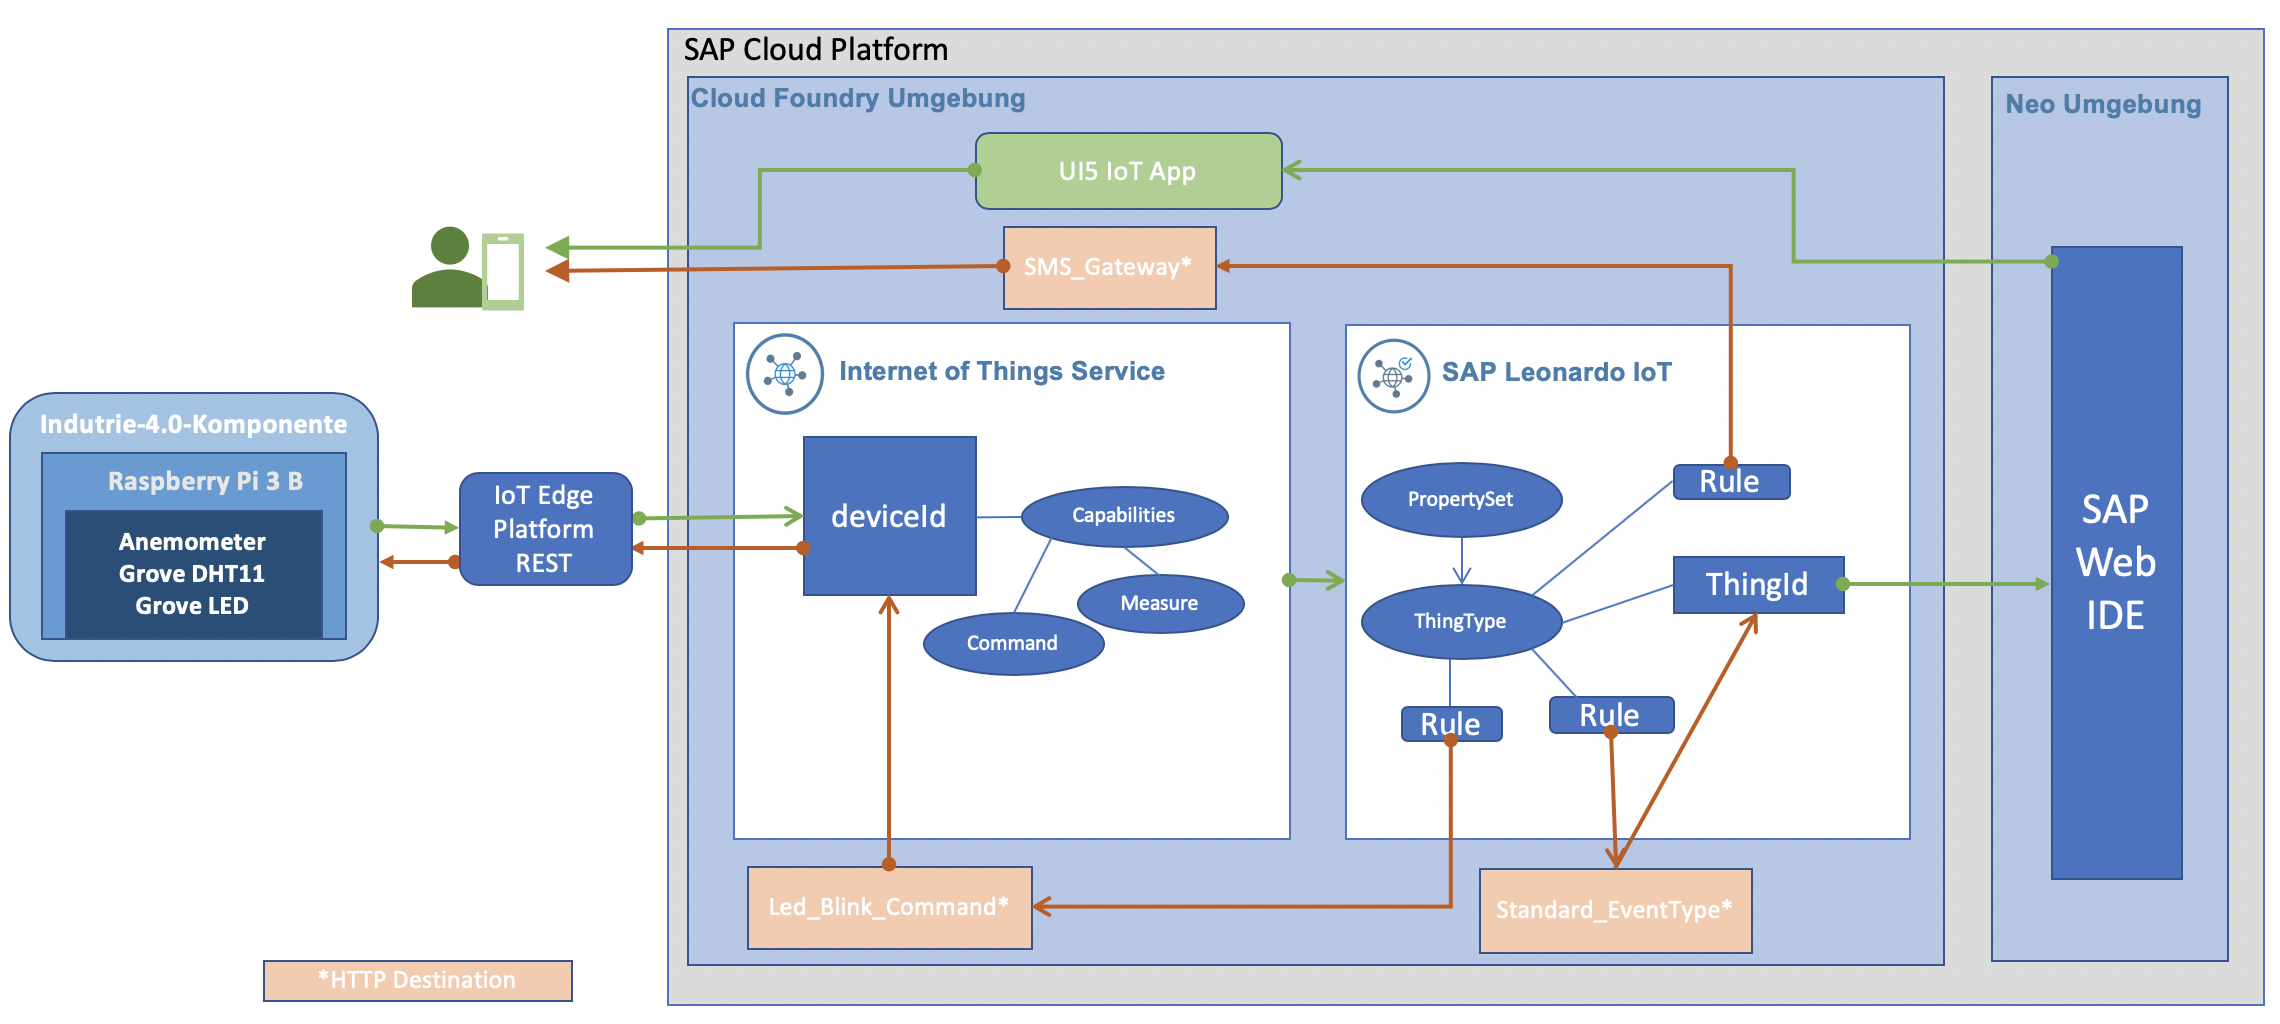 SAP Cloud Platform
Cloud Foundry Umgebung
Neo Umgebung
UI5 IoT App
SMS_Gateway*
Internet of Things Service
SAP Leonardo IoT
Indutrie-4.0-Komponente
Raspberry Pi 3 B
Anemometer
Grove DHT11
Grove LED
IoT Edge
Platform
REST
deviceId
Capabilities
Measure
Command
PropertySet
ThingType
Rule
ThingId
Rule
Rule
SAP
Web
IDE
Led_Blink_Command*
Standard_EventType*
*HTTP Destination